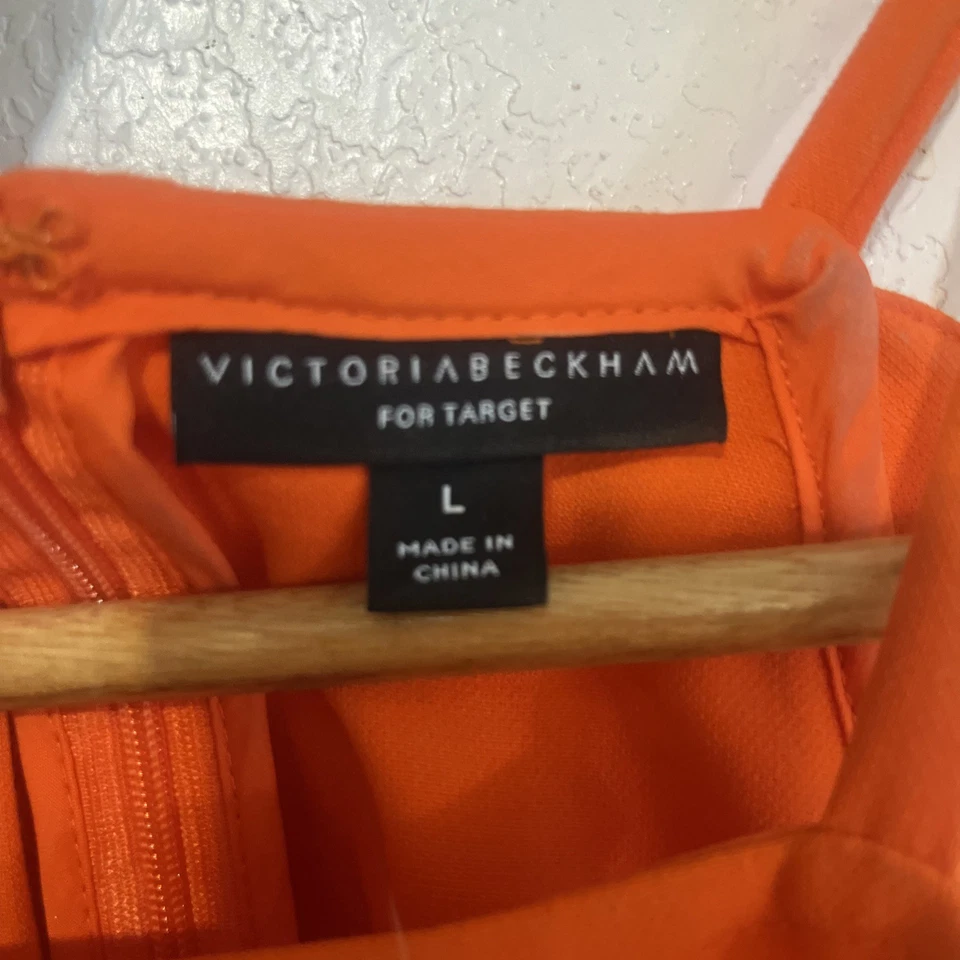 VICTORIABECKHAM
FOR TARGET
L
MADE IN
CHINA